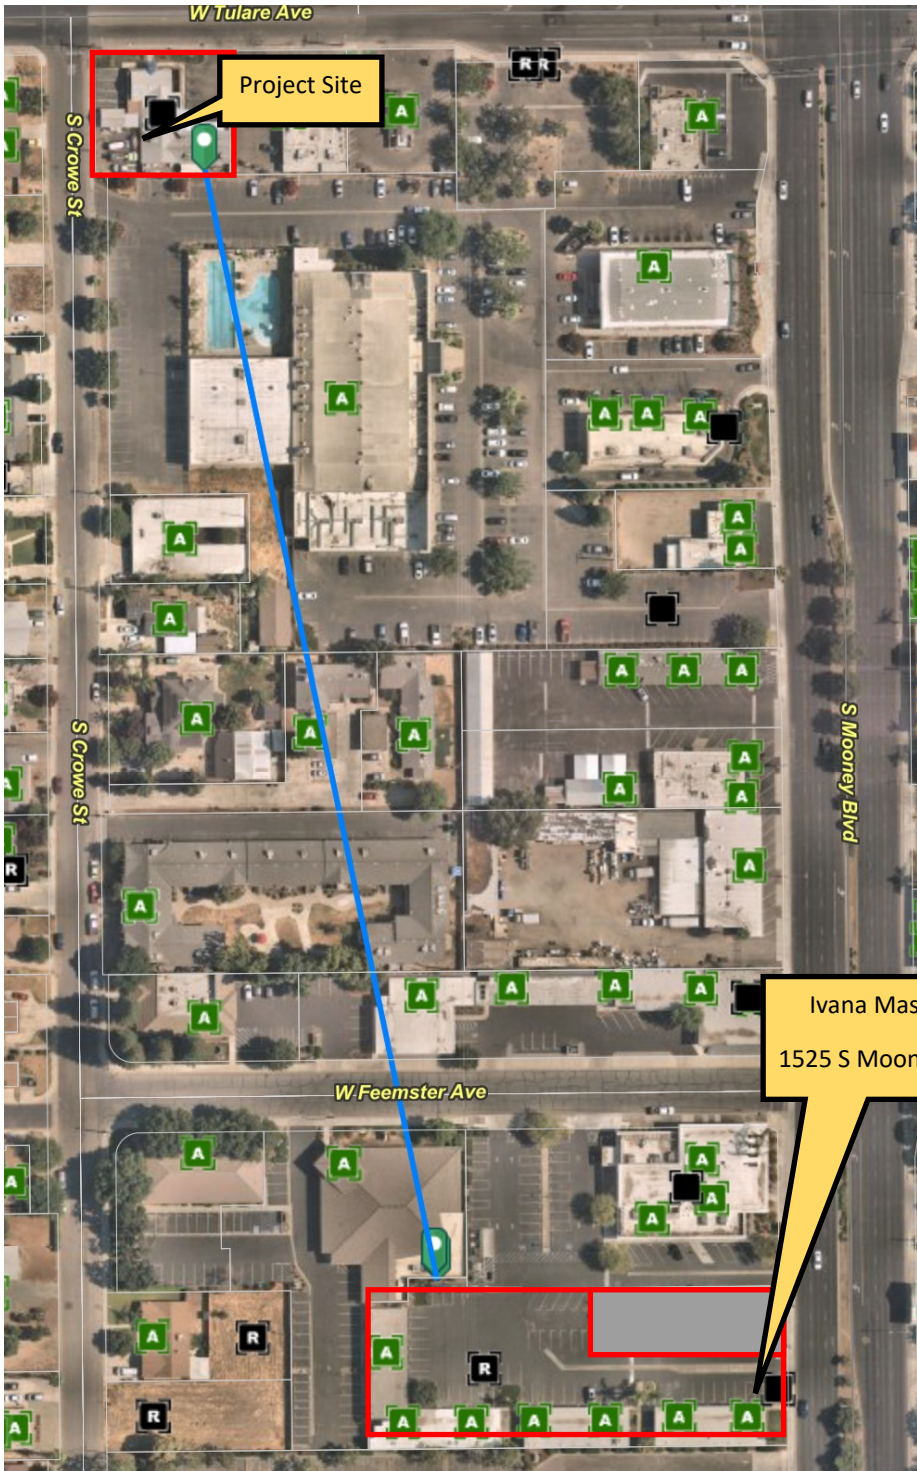 W Tulare Ave
R R
Project Site
A A
S Crowe St
A
A
A A A
A
A
A
A
A A A
A A A
S Crowe St
S Mooney Blvd
A
A A A
R A
A
A A A A
Ivana Mas
A
1525 S Moon
W Feemster Ave
A A A
A A
A
A R A
R
R A A A A A A
A